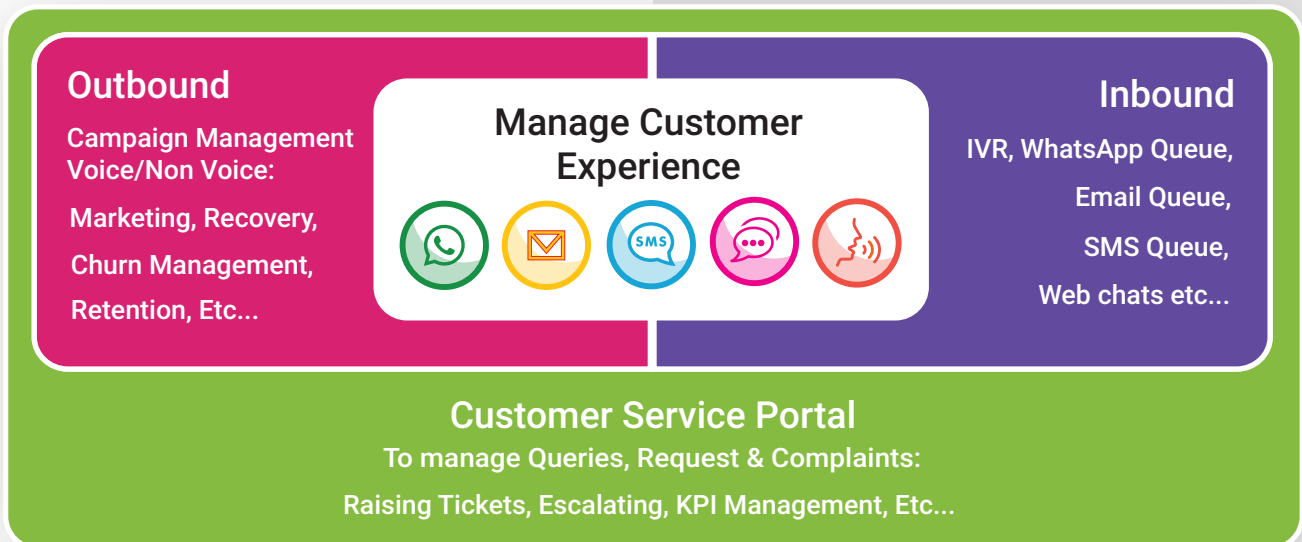 Outbound
Campaign Management
Voice/Non Voice:
Marketing, Recovery,
Churn Management,
Retention, Etc...
Manage Customer
Experience
SMS
Inbound
IVR, WhatsApp Queue,
Email Queue,
SMS Queue,
Web chats etc...
Customer Service Portal
To manage Queries, Request & Complaints:
Raising Tickets, Escalating, KPI Management, Etc...